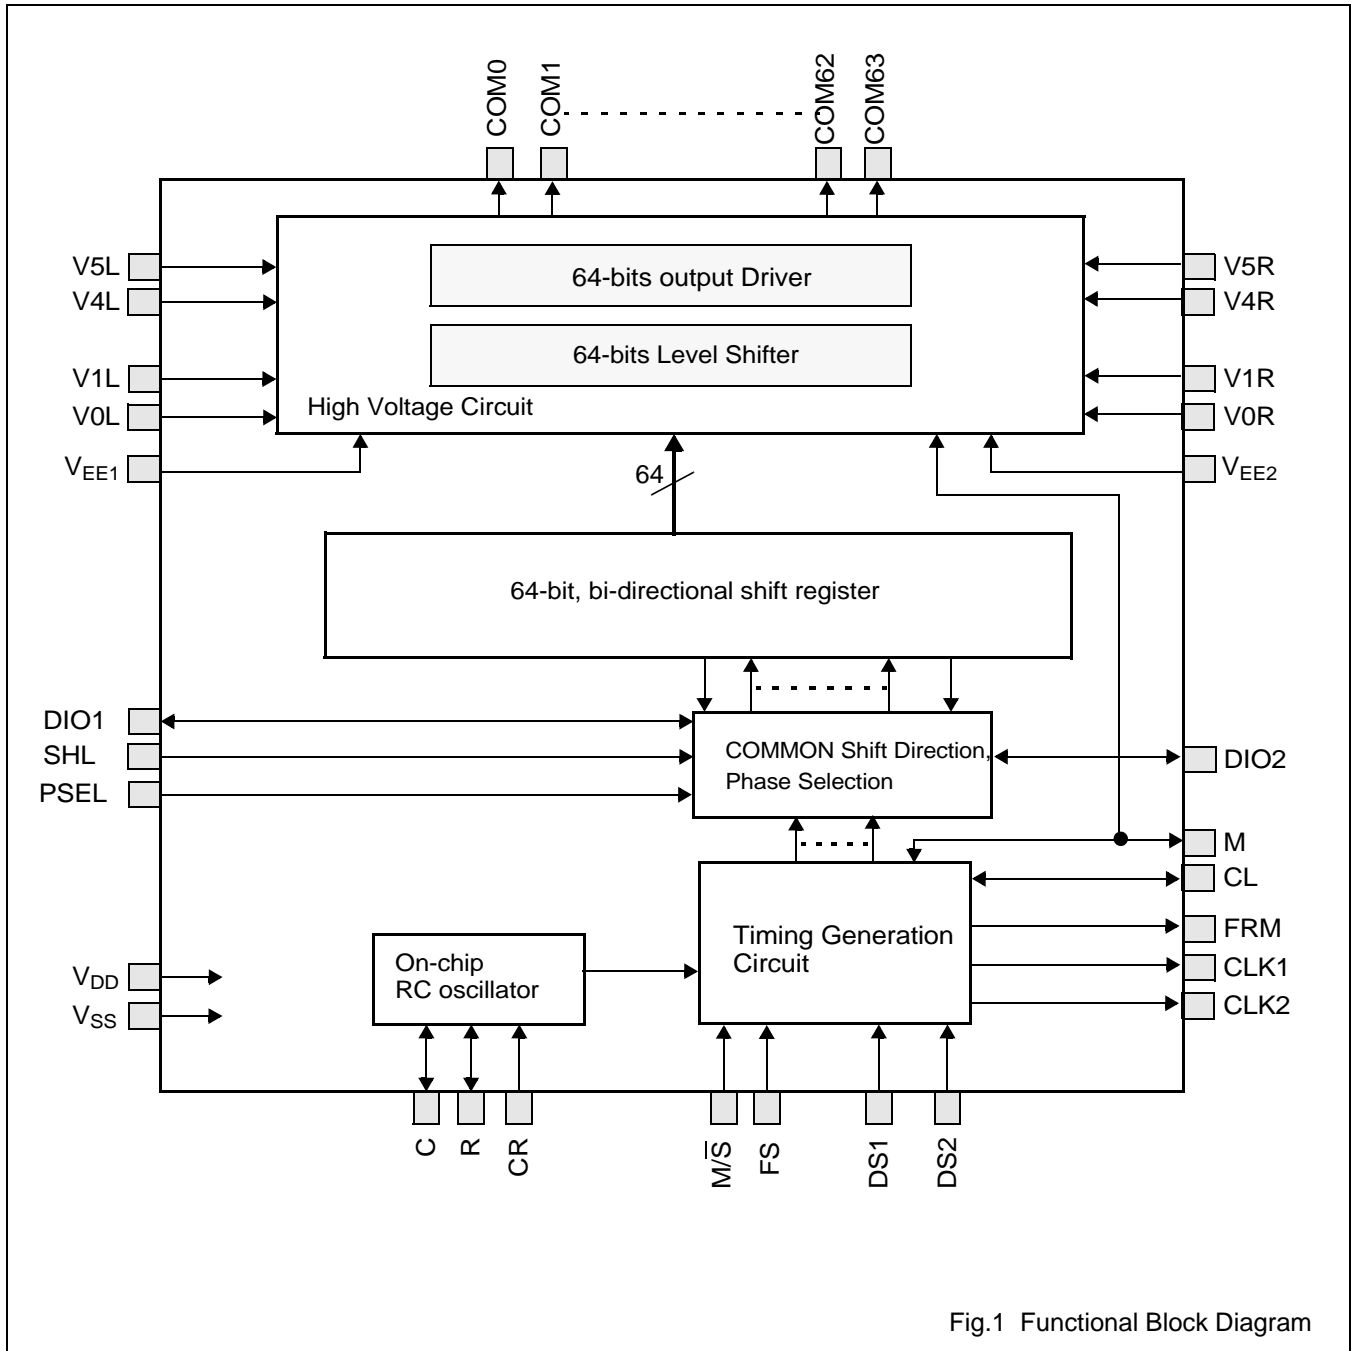 COM0
COM1
COM62
COM63
V5L
V4L
V1L
V0L
VEE1
V5R
V4R
V1R
V0R
VEE2
64-bits output Driver
64-bits Level Shifter
High Voltage Circuit
64
64-bit, bi-directional shift register
DIO1
SHL
PSEL
COMMON Shift Direction,
Phase Selection
DIO2
M
CL
FRM
CLK1
CLK2
Timing Generation
Circuit
On-chip
RC oscillator
VDD
VSS
C
R
CR
M/S̅
FS
DS1
DS2
Fig.1 Functional Block Diagram